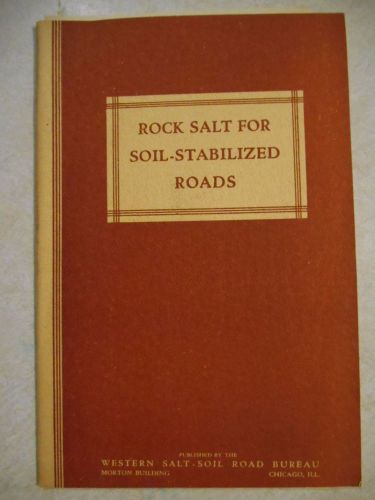 ROCK SALT FOR
SOIL-STABILIZED
ROADS
PUBLISHED BY THE
WESTERN SALT-SOIL ROAD BUREAU
MORTON BUILDING CHICAGO, ILL.